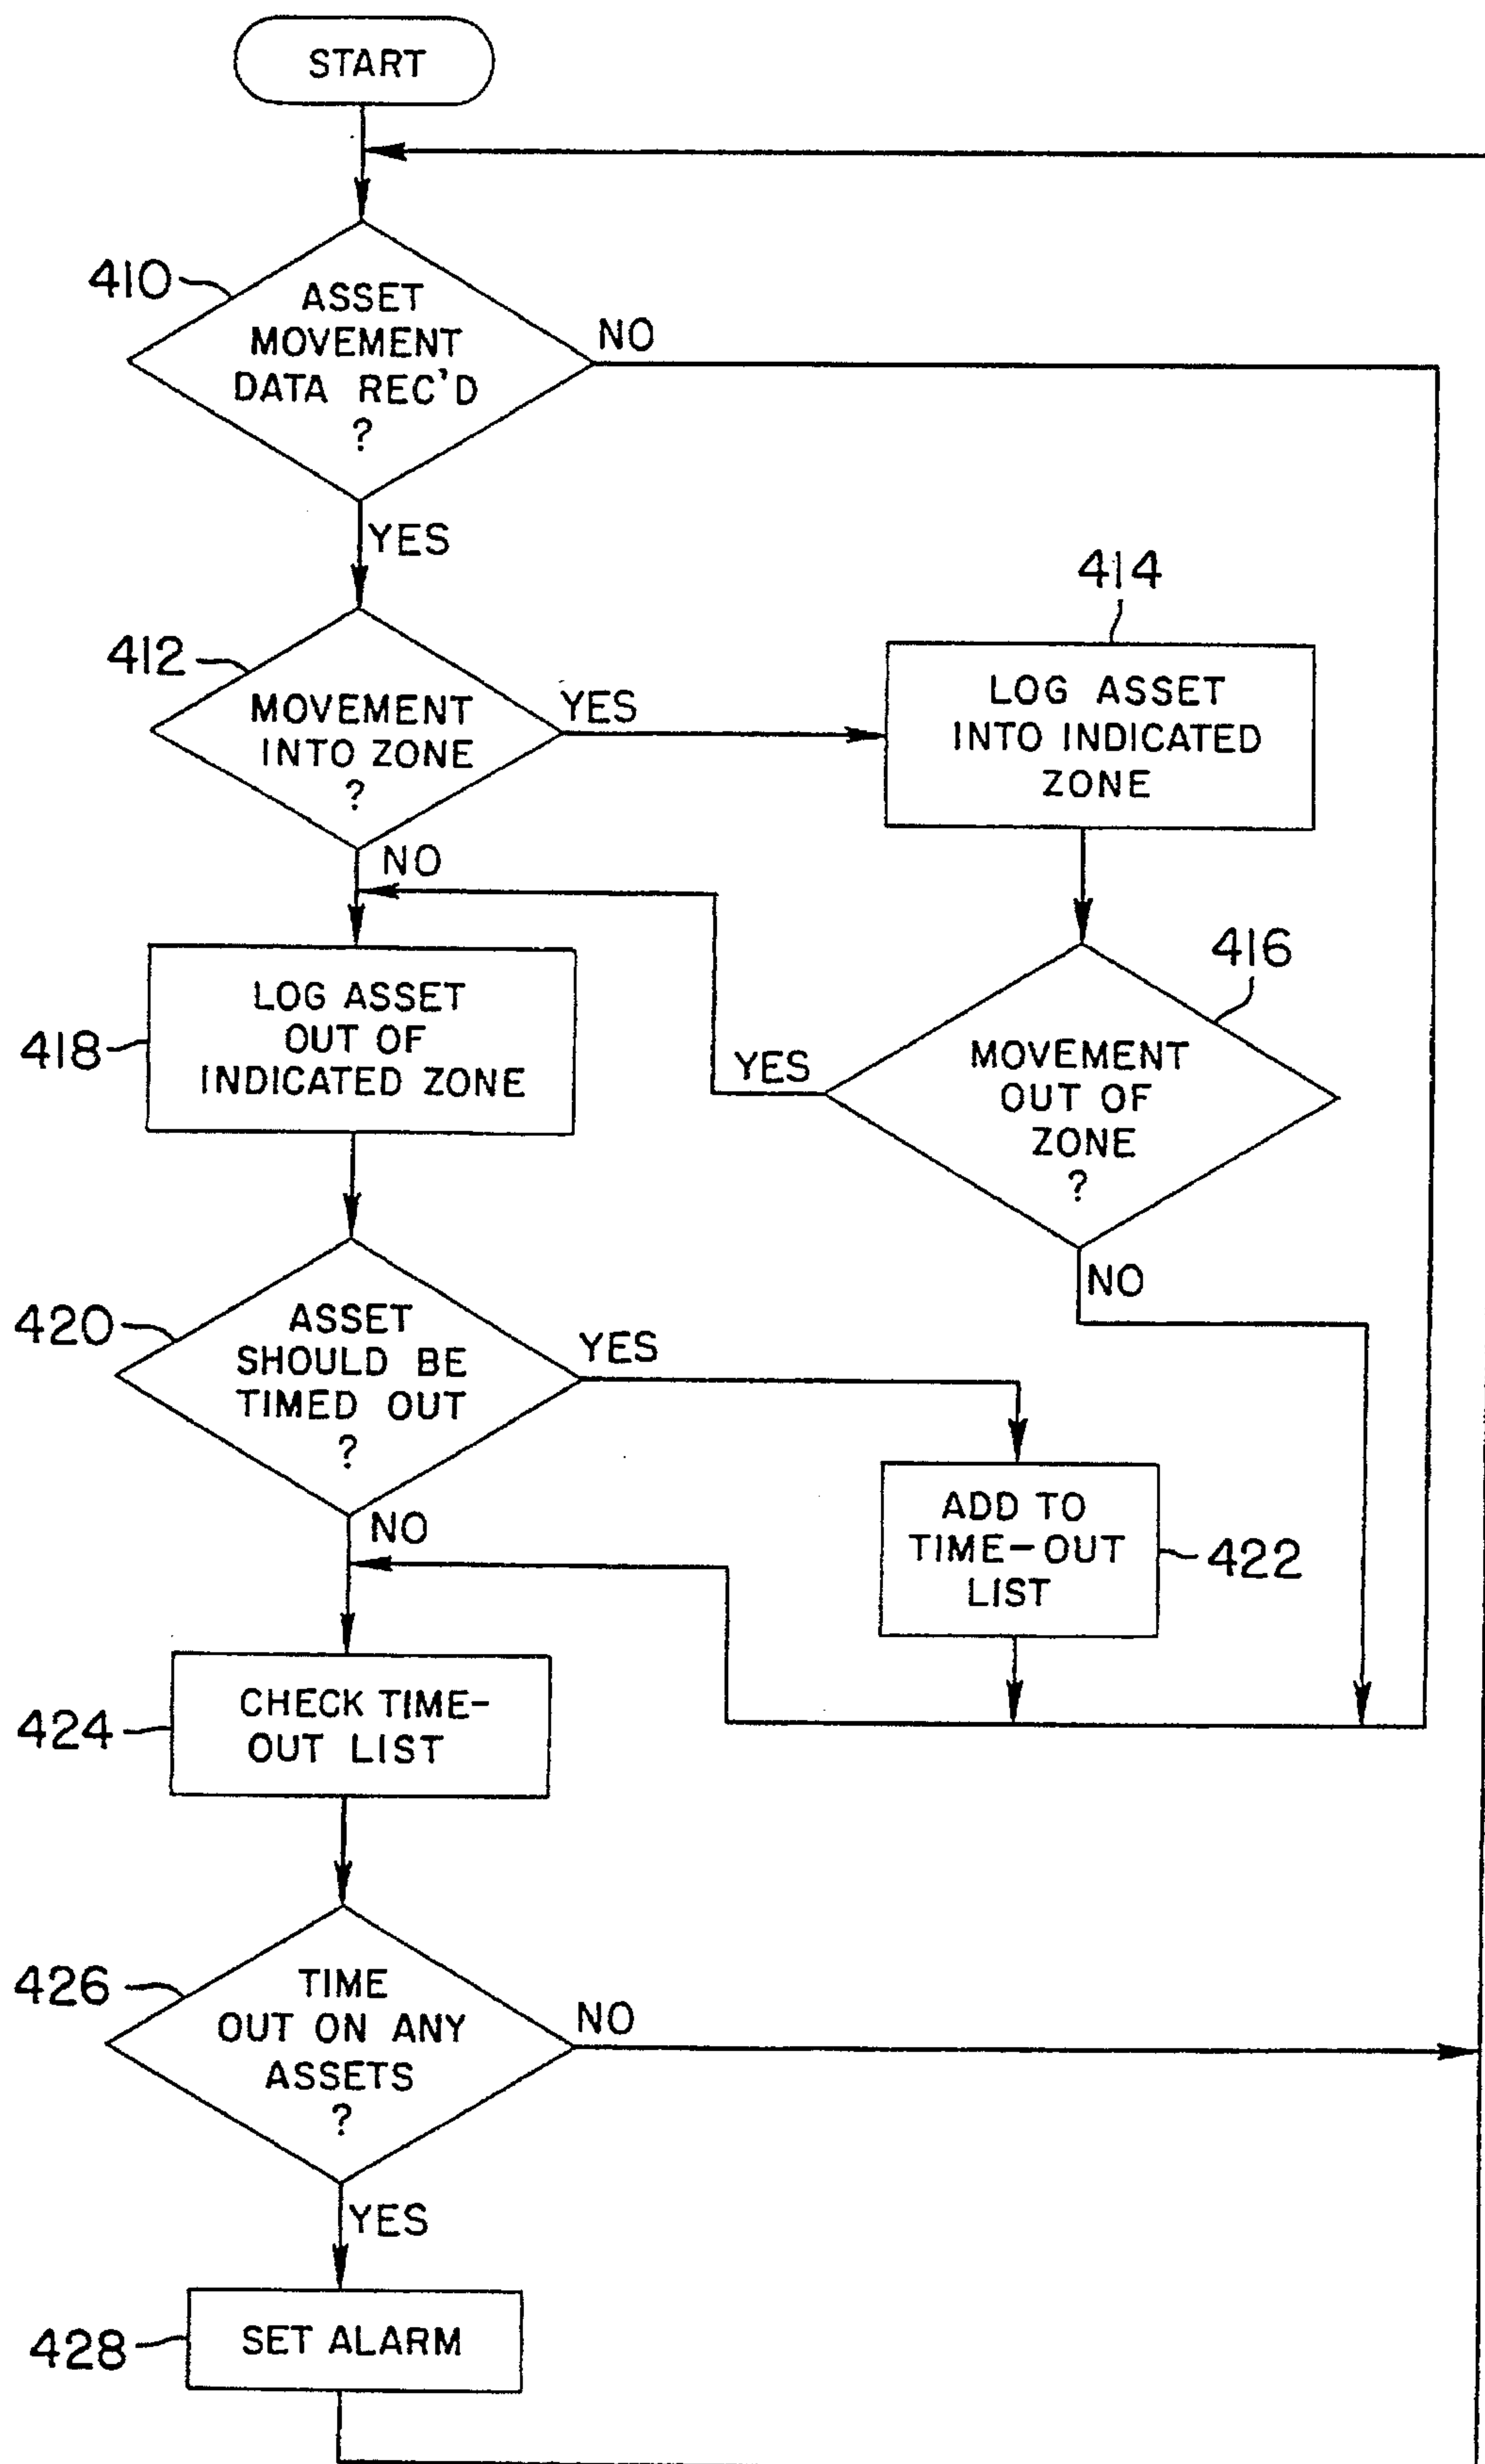 START
410
ASSET
MOVEMENT
DATA REC'D
?
NO
YES
412
MOVEMENT
INTO ZONE
?
YES
414
LOG ASSET
INTO INDICATED
ZONE
NO
416
MOVEMENT
OUT OF
ZONE
?
YES
NO
418
LOG ASSET
OUT OF
INDICATED ZONE
420
ASSET
SHOULD BE
TIMED OUT
?
YES
NO
ADD TO
TIME-OUT
LIST
422
424
CHECK TIME-
OUT LIST
426
TIME
OUT ON ANY
ASSETS
?
NO
YES
428
SET ALARM